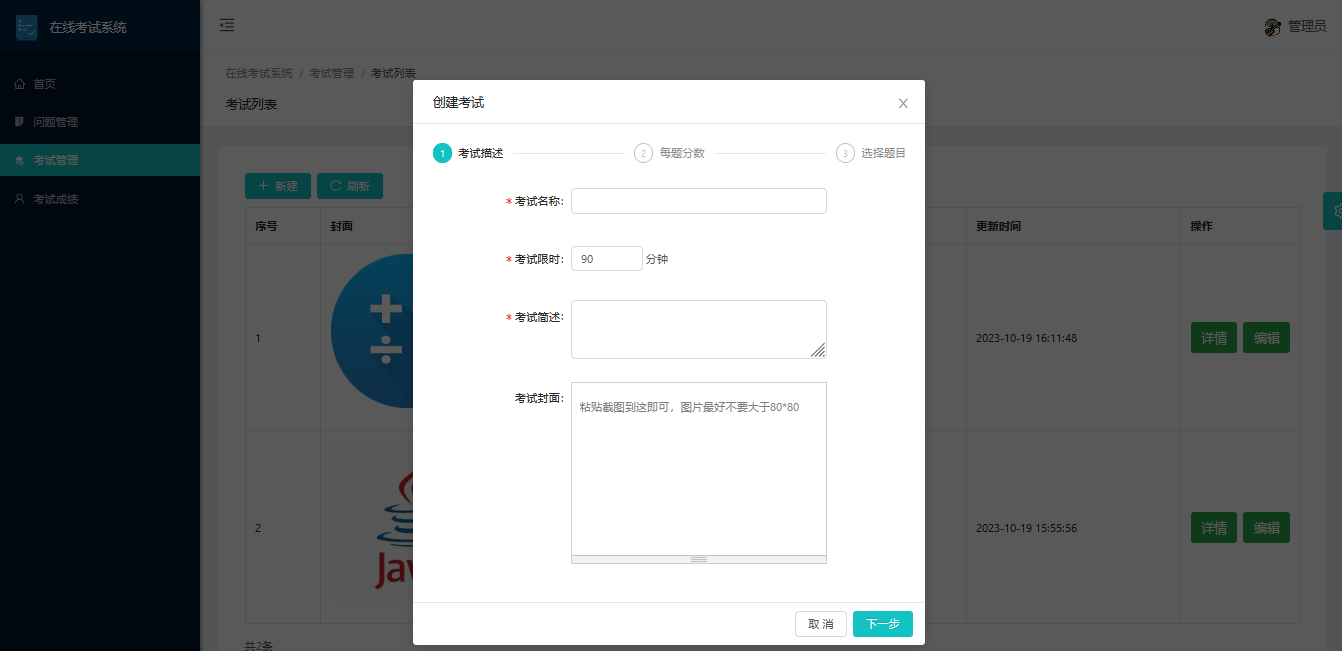 在线考试系统
管理员
首页
问题管理
考试管理
考试成绩
在线考试系统 / 考试管理 / 考试列表
考试列表
新建
刷新
序号
封面
更新时间
操作
1
2023-10-19 16:11:48
详情
编辑
2
Jav
2023-10-19 15:55:56
详情
编辑
共2条
创建考试
1 考试描述
2 每题分数
3 选择题目
* 考试名称:
* 考试限时: 90 分钟
* 考试简述:
考试封面:
粘贴截图到这即可，图片最好不要大于80*80
取 消
下一步